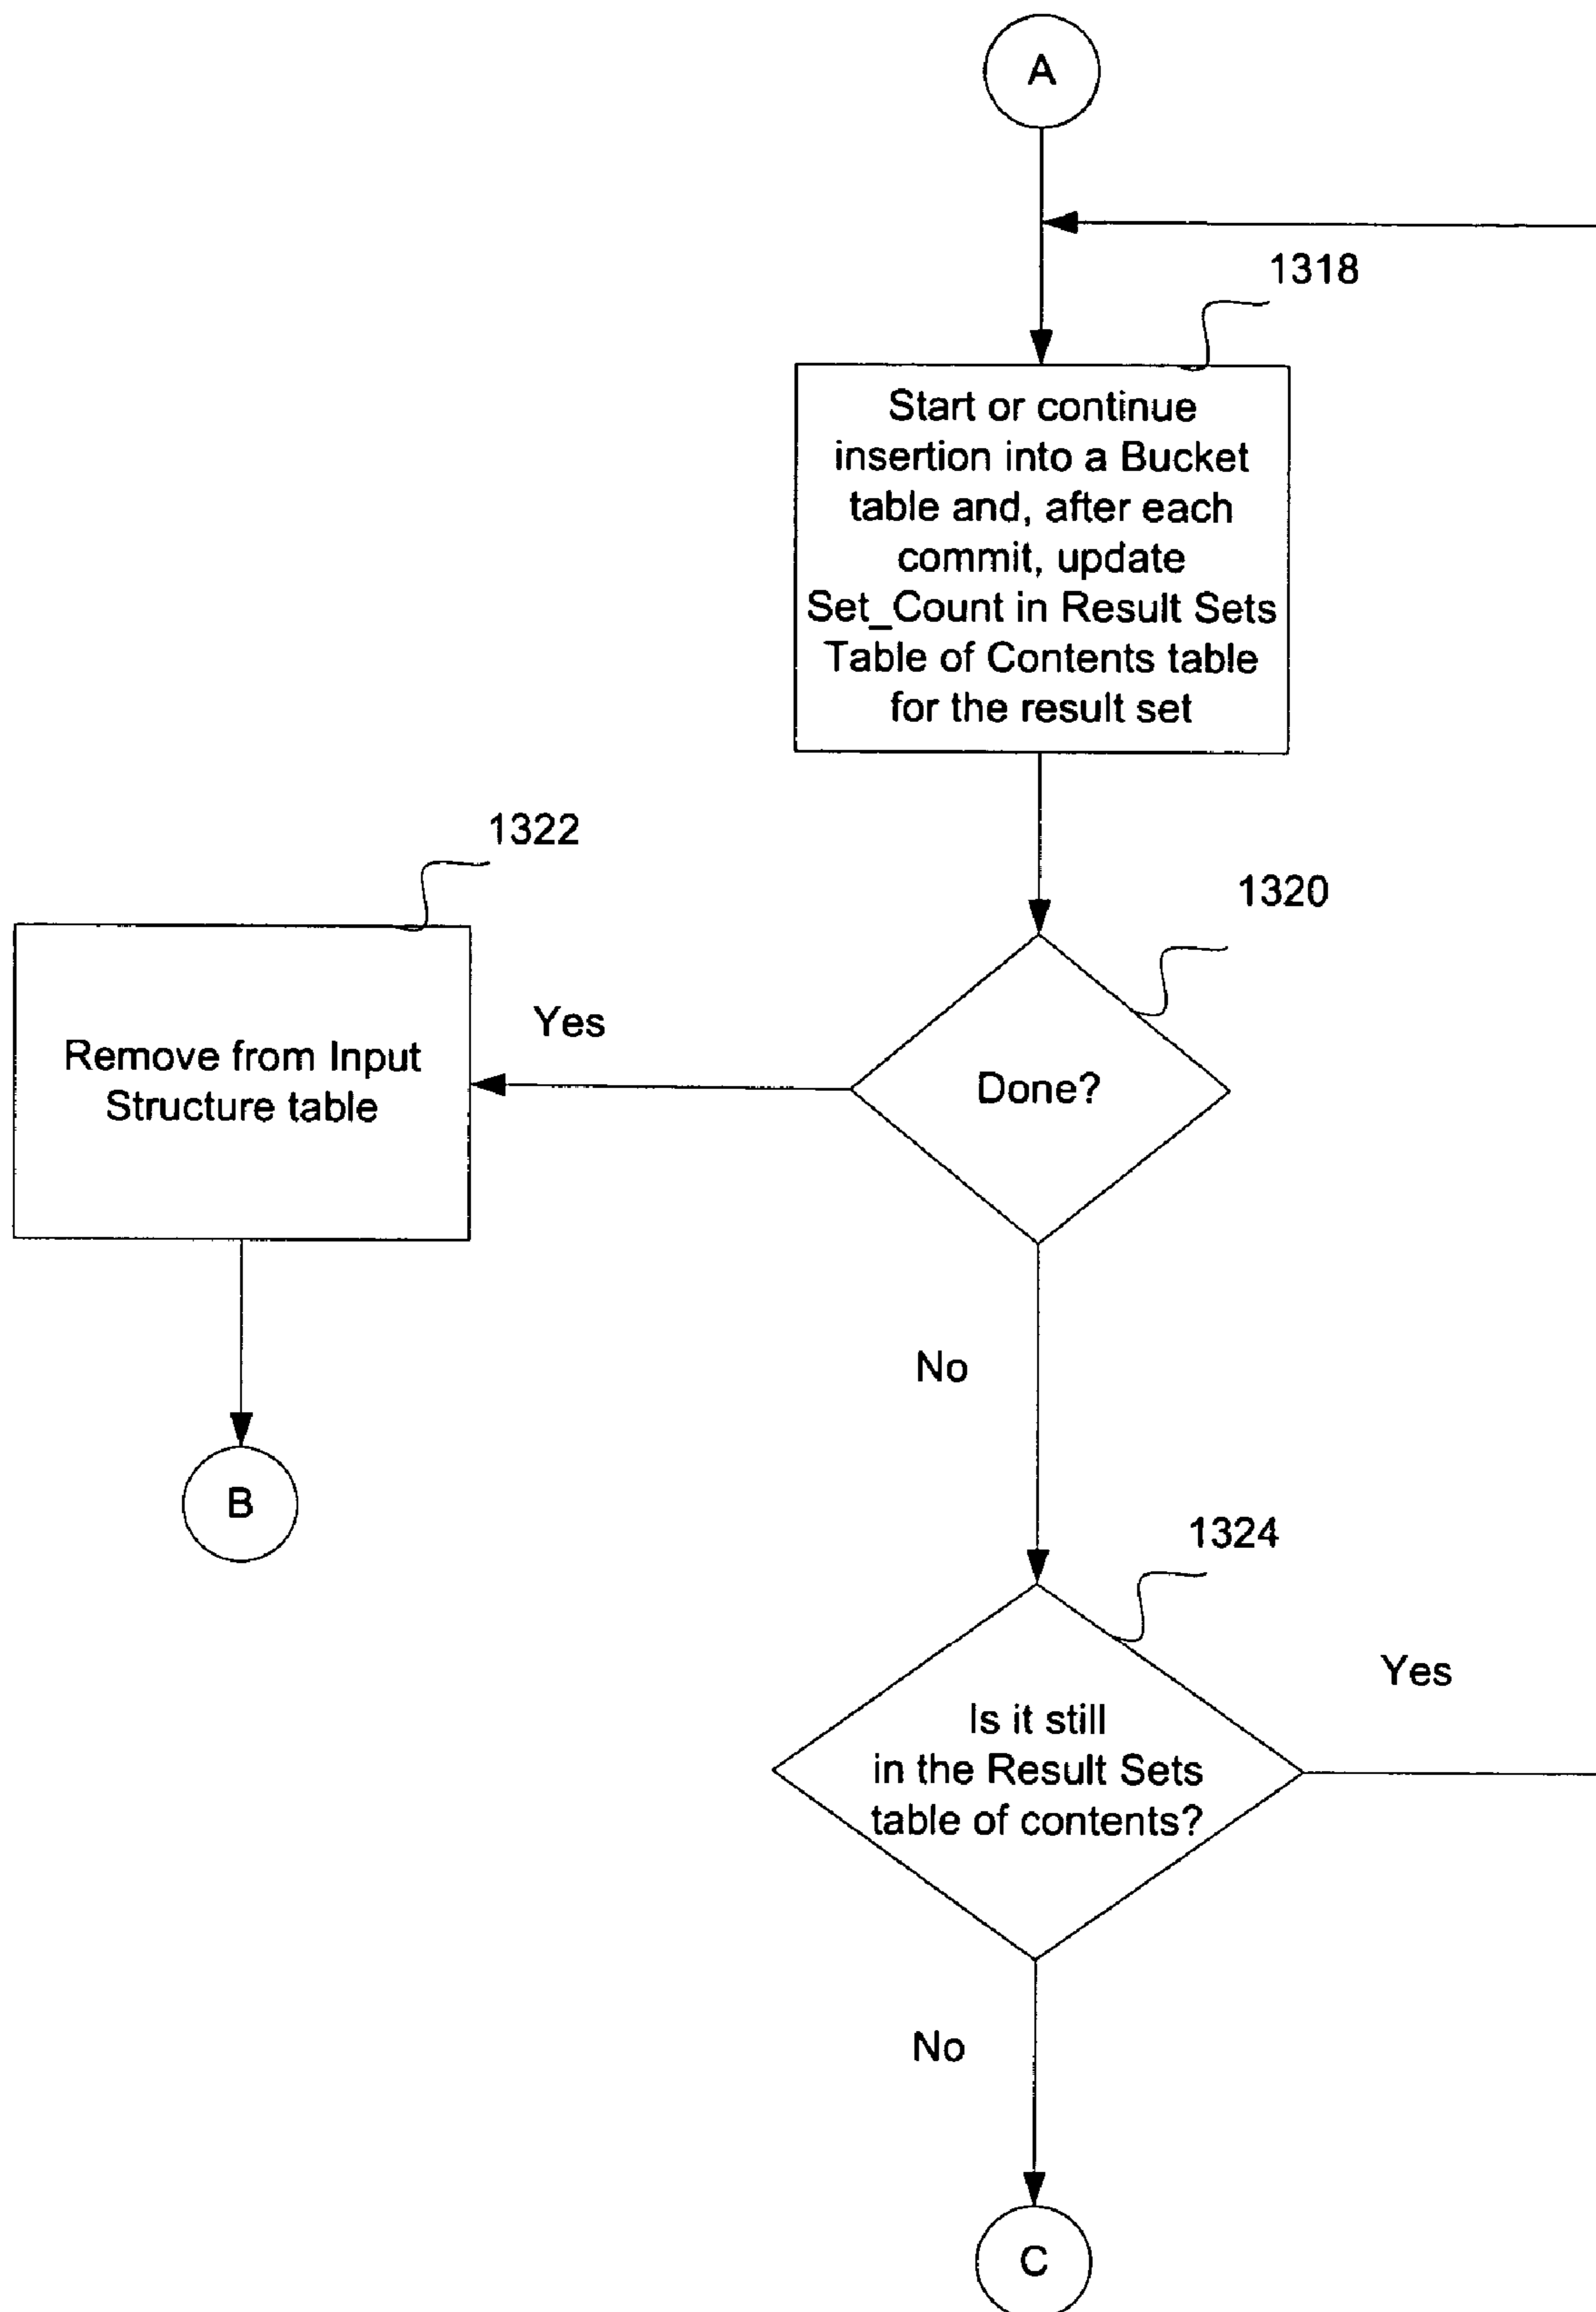 A
1318
Start or continue
insertion into a Bucket
table and, after each
commit, update
Set_Count in Result Sets
Table of Contents table
for the result set
1322
1320
Yes
Remove from Input
Structure table
Done?
No
B
1324
Yes
Is it still
in the Result Sets
table of contents?
No
C